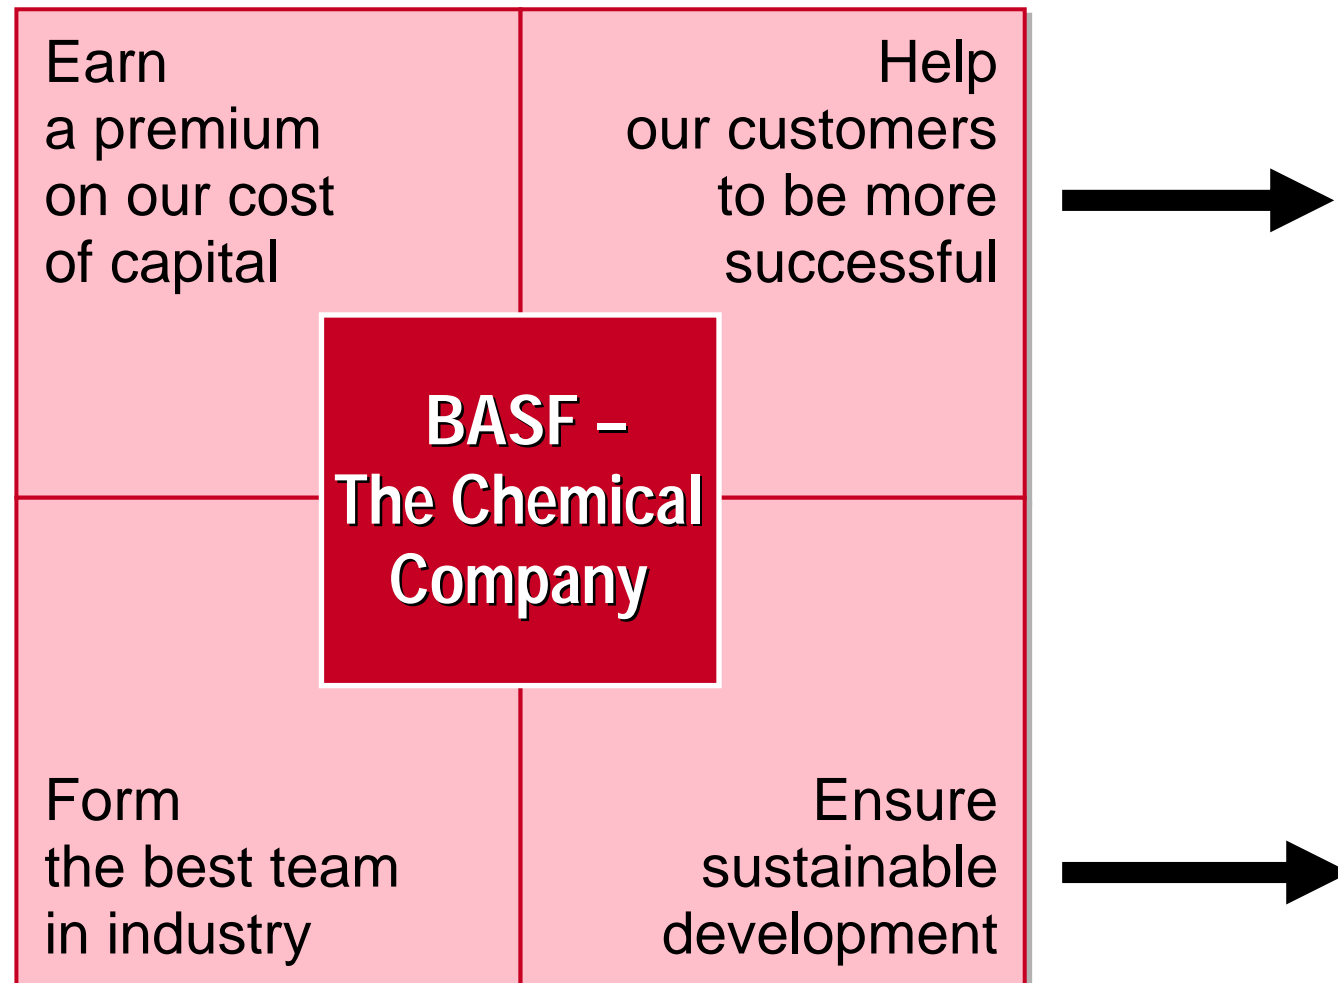 Earn
a premium
on our cost
of capital
Help
our customers
to be more
successful
BASF –
The Chemical
Company
Form
the best team
in industry
Ensure
sustainable
development